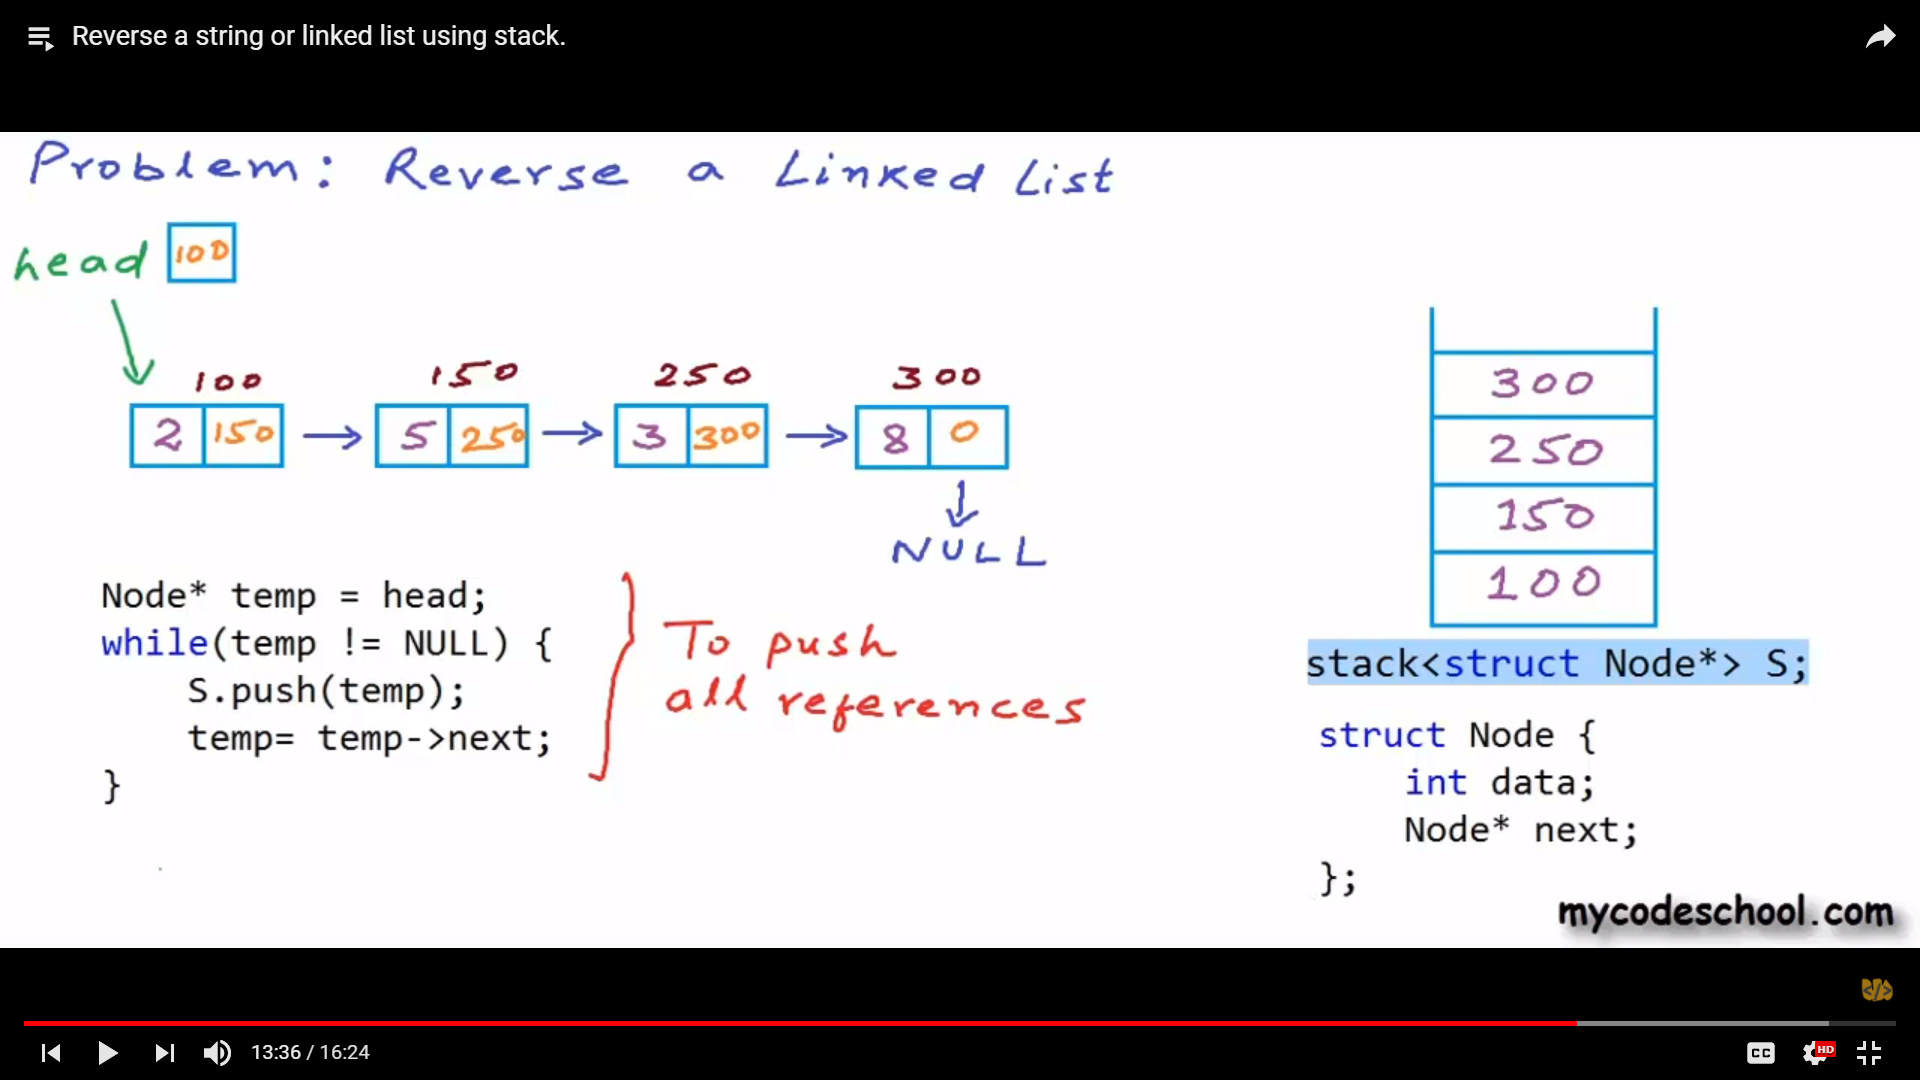 Reverse a string or linked list using stack.
Problem: Reverse a Linked List
head 100
100 150 250 300
2 150 5 250 3 300 8 0
NULL
300
250
150
100
Node* temp = head;
while(temp != NULL) {
S.push(temp);
temp= temp->next;
}
To push
all references
stack<struct Node*> S;
struct Node {
int data;
Node* next;
};
mycodeschool.com
</>
13:36 / 16:24
CC HD